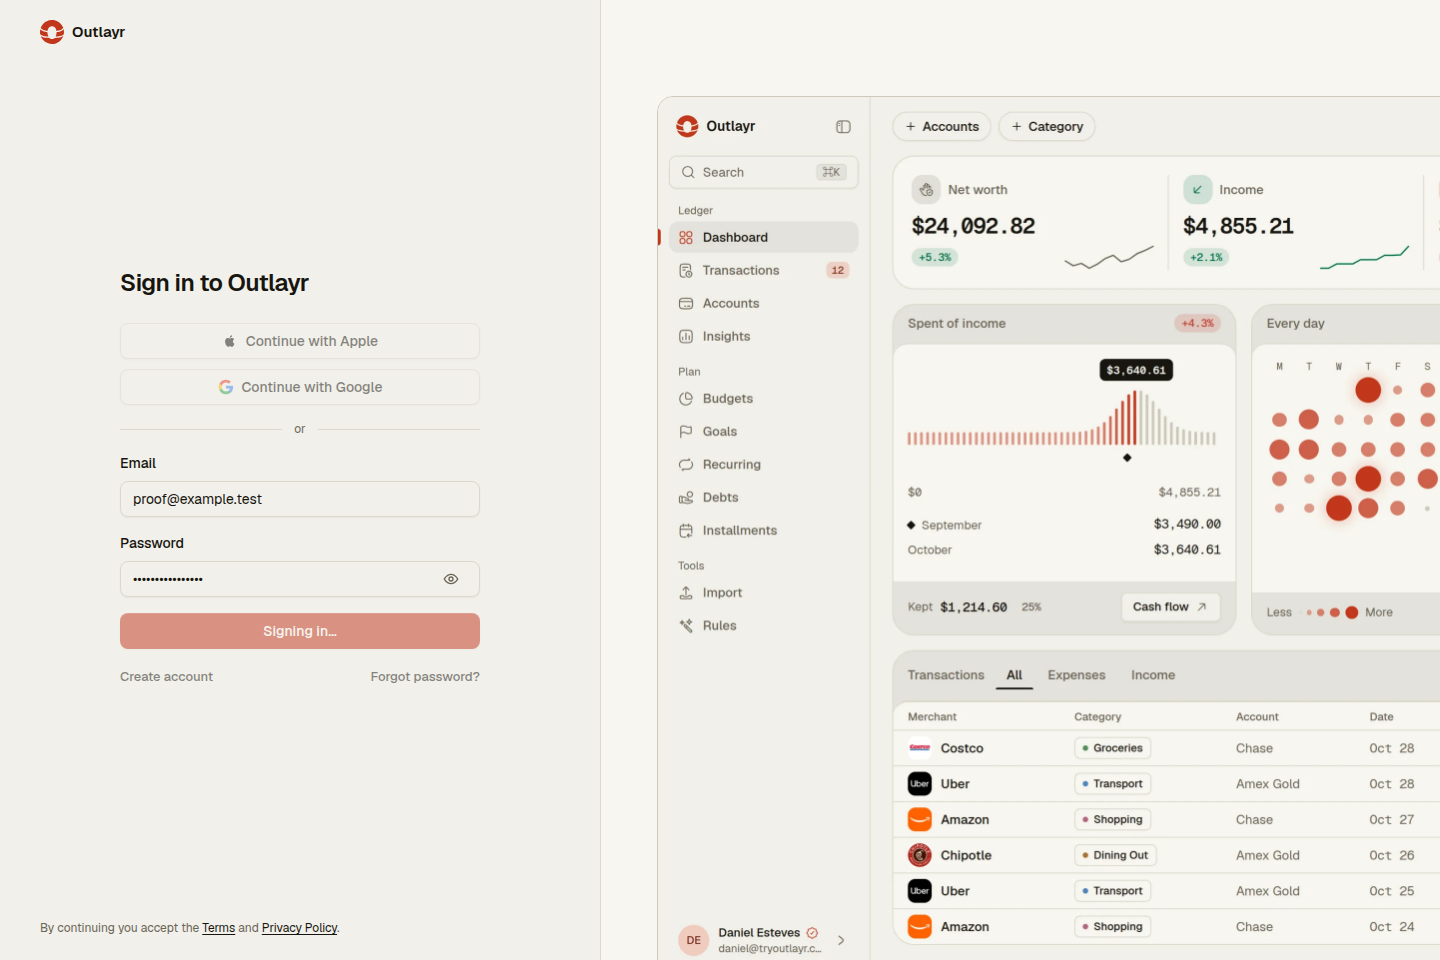 Outlayr
Sign in to Outlayr
Continue with Apple
Continue with Google
or
Email
proof@example.test
Password
••••••••••••••••
Signing in…
Create account
Forgot password?
By continuing you accept the Terms and Privacy Policy.
Outlayr
Search
⌘K
Ledger
Dashboard
Transactions 12
Accounts
Insights
Plan
Budgets
Goals
Recurring
Debts
Installments
Tools
Import
Rules
DE
Daniel Esteves
daniel@tryoutlayr.c…
+ Accounts
+ Category
Net worth
$24,092.82
+5.3%
Income
$4,855.21
+2.1%
Spent of income
+4.3%
$3,640.61
$0 $4,855.21
September $3,490.00
October $3,640.61
Kept $1,214.60 25%
Cash flow
Every day
M T W T F S
Less More
Transactions All Expenses Income
Merchant Category Account Date
Costco Groceries Chase Oct 28
Uber Uber Transport Amex Gold Oct 28
Amazon Shopping Chase Oct 27
Chipotle Dining Out Amex Gold Oct 26
Uber Uber Transport Amex Gold Oct 25
Amazon Shopping Chase Oct 24